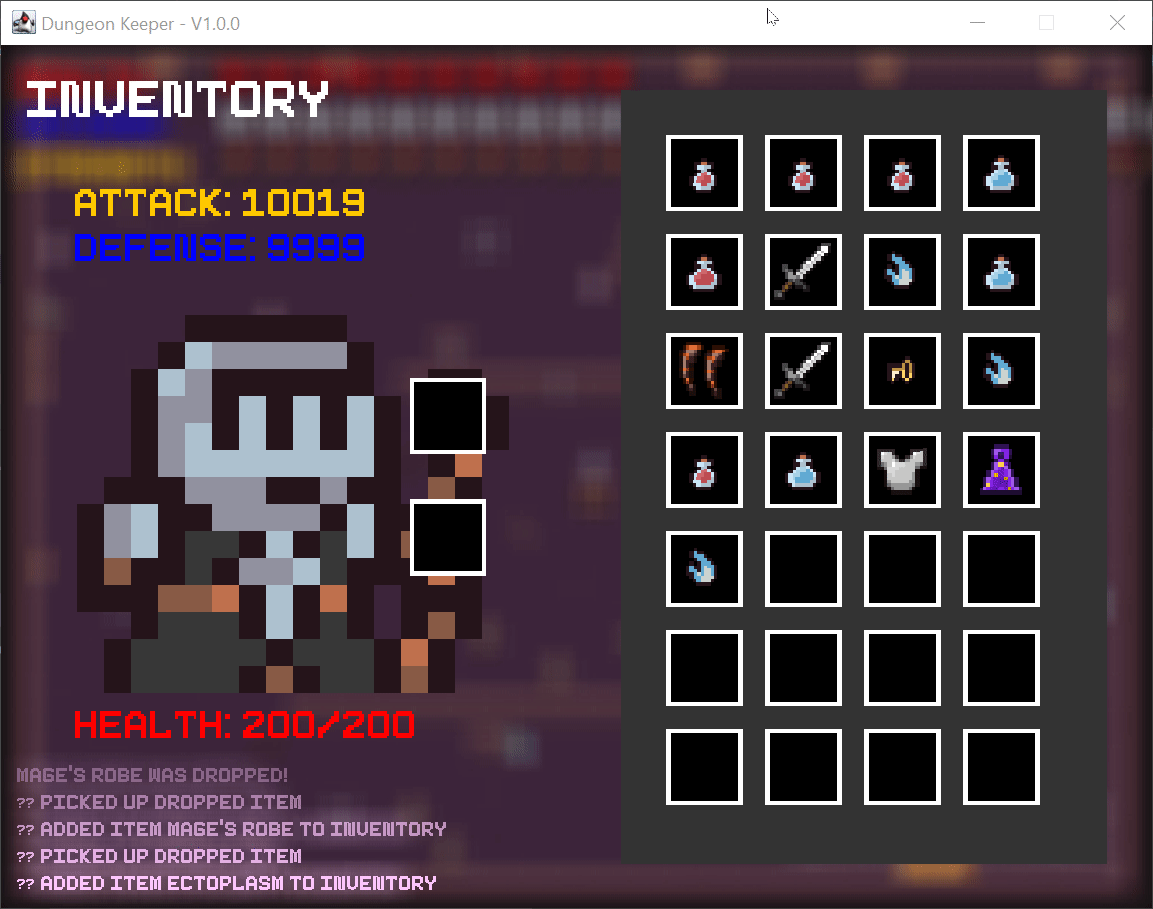 Dungeon Keeper - V1.0.0
INVENTORY
ATTACK: 10019
DEFENSE: 9999
HEALTH: 200/200
MAGE'S ROBE WAS DROPPED!
?? PICKED UP DROPPED ITEM
?? ADDED ITEM MAGE'S ROBE TO INVENTORY
?? PICKED UP DROPPED ITEM
?? ADDED ITEM ECTOPLASM TO INVENTORY